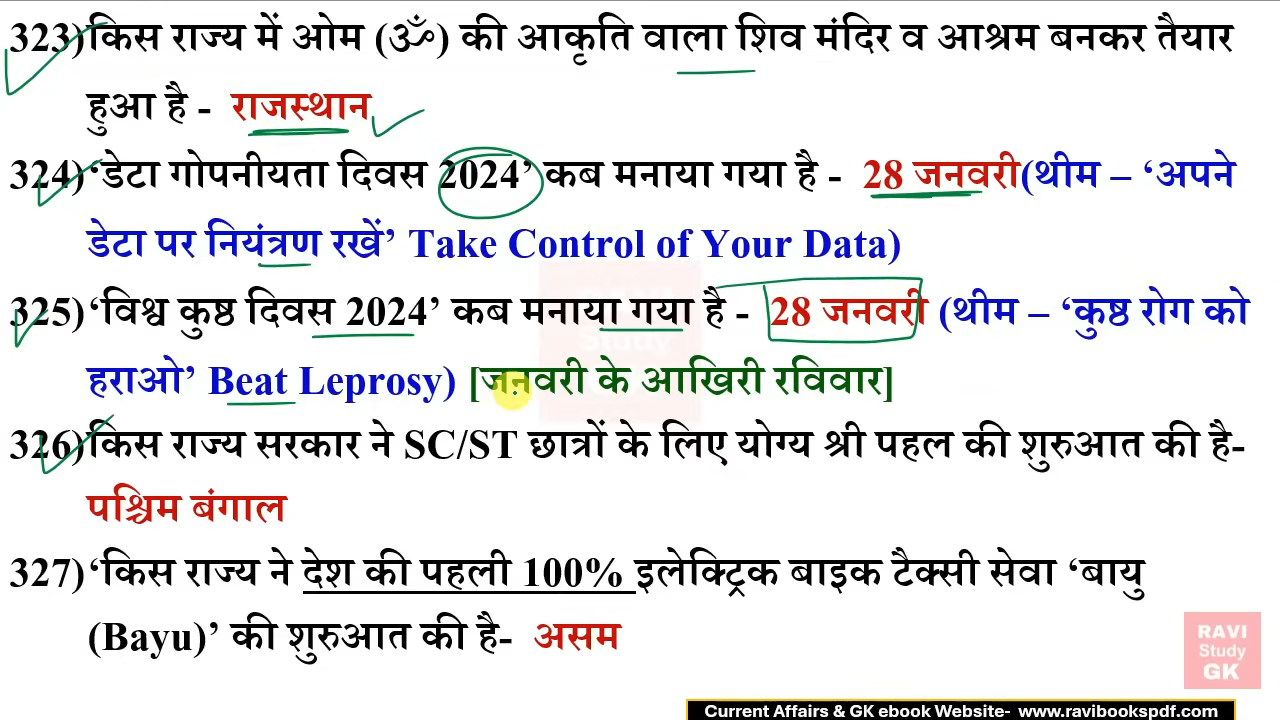 323)किस राज्य में ओम (ॐ) की आकृति वाला शिव मंदिर व आश्रम बनकर तैयार
हुआ है - राजस्थान
324)‘डेटा गोपनीयता दिवस 2024’ कब मनाया गया है - 28 जनवरी(थीम – ‘अपने
डेटा पर नियंत्रण रखें’ Take Control of Your Data)
325)‘विश्व कुष्ठ दिवस 2024’ कब मनाया गया है - 28 जनवरी (थीम – ‘कुष्ठ रोग को
हराओ’ Beat Leprosy) [जनवरी के आखिरी रविवार]
326)किस राज्य सरकार ने SC/ST छात्रों के लिए योग्य श्री पहल की शुरुआत की है-
पश्चिम बंगाल
327)‘किस राज्य ने देश की पहली 100% इलेक्ट्रिक बाइक टैक्सी सेवा ‘बायु
(Bayu)’ की शुरुआत की है- असम
RAVI
Study
GK
Current Affairs & GK ebook Website- www.ravibookspdf.com